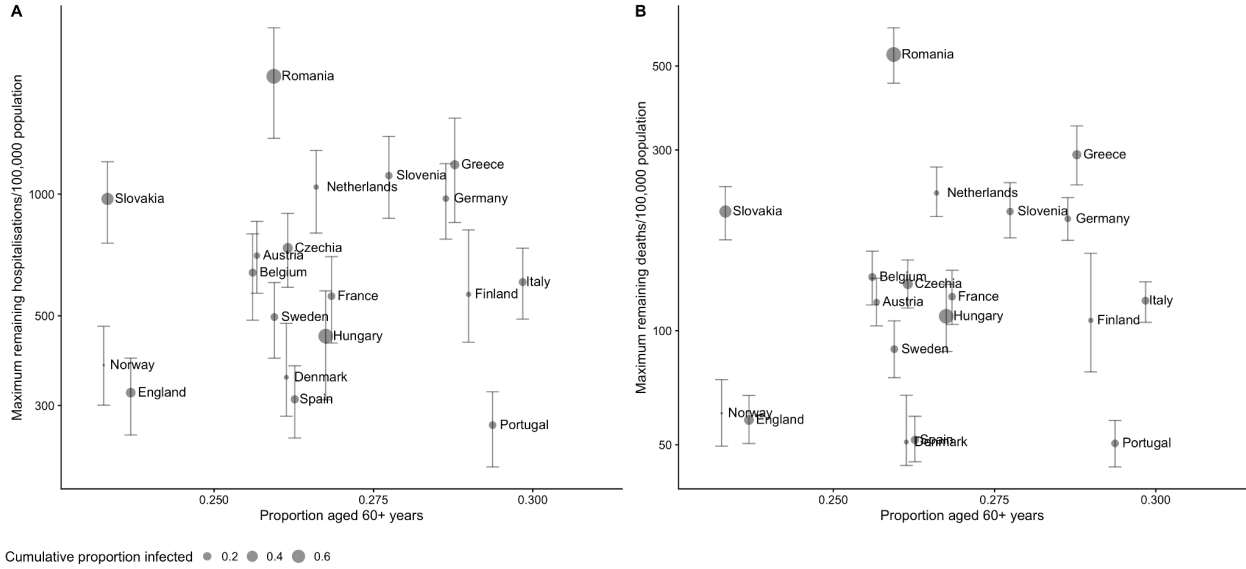 A
Maximum remaining hospitalisations/100,000 population
1000
500
300
Romania
Slovakia
Netherlands
Slovenia
Greece
Germany
Czechia
Austria
Belgium
France
Finland
Italy
Sweden
Hungary
Norway
England
Denmark
Spain
Portugal
0.250
0.275
0.300
Proportion aged 60+ years
B
Maximum remaining deaths/100,000 population
500
300
100
50
Romania
Greece
Netherlands
Slovakia
Slovenia
Germany
Belgium
Czechia
Austria
France
Hungary
Italy
Finland
Sweden
Norway
England
Spain
Denmark
Portugal
0.250
0.275
0.300
Proportion aged 60+ years
Cumulative proportion infected 0.2 0.4 0.6